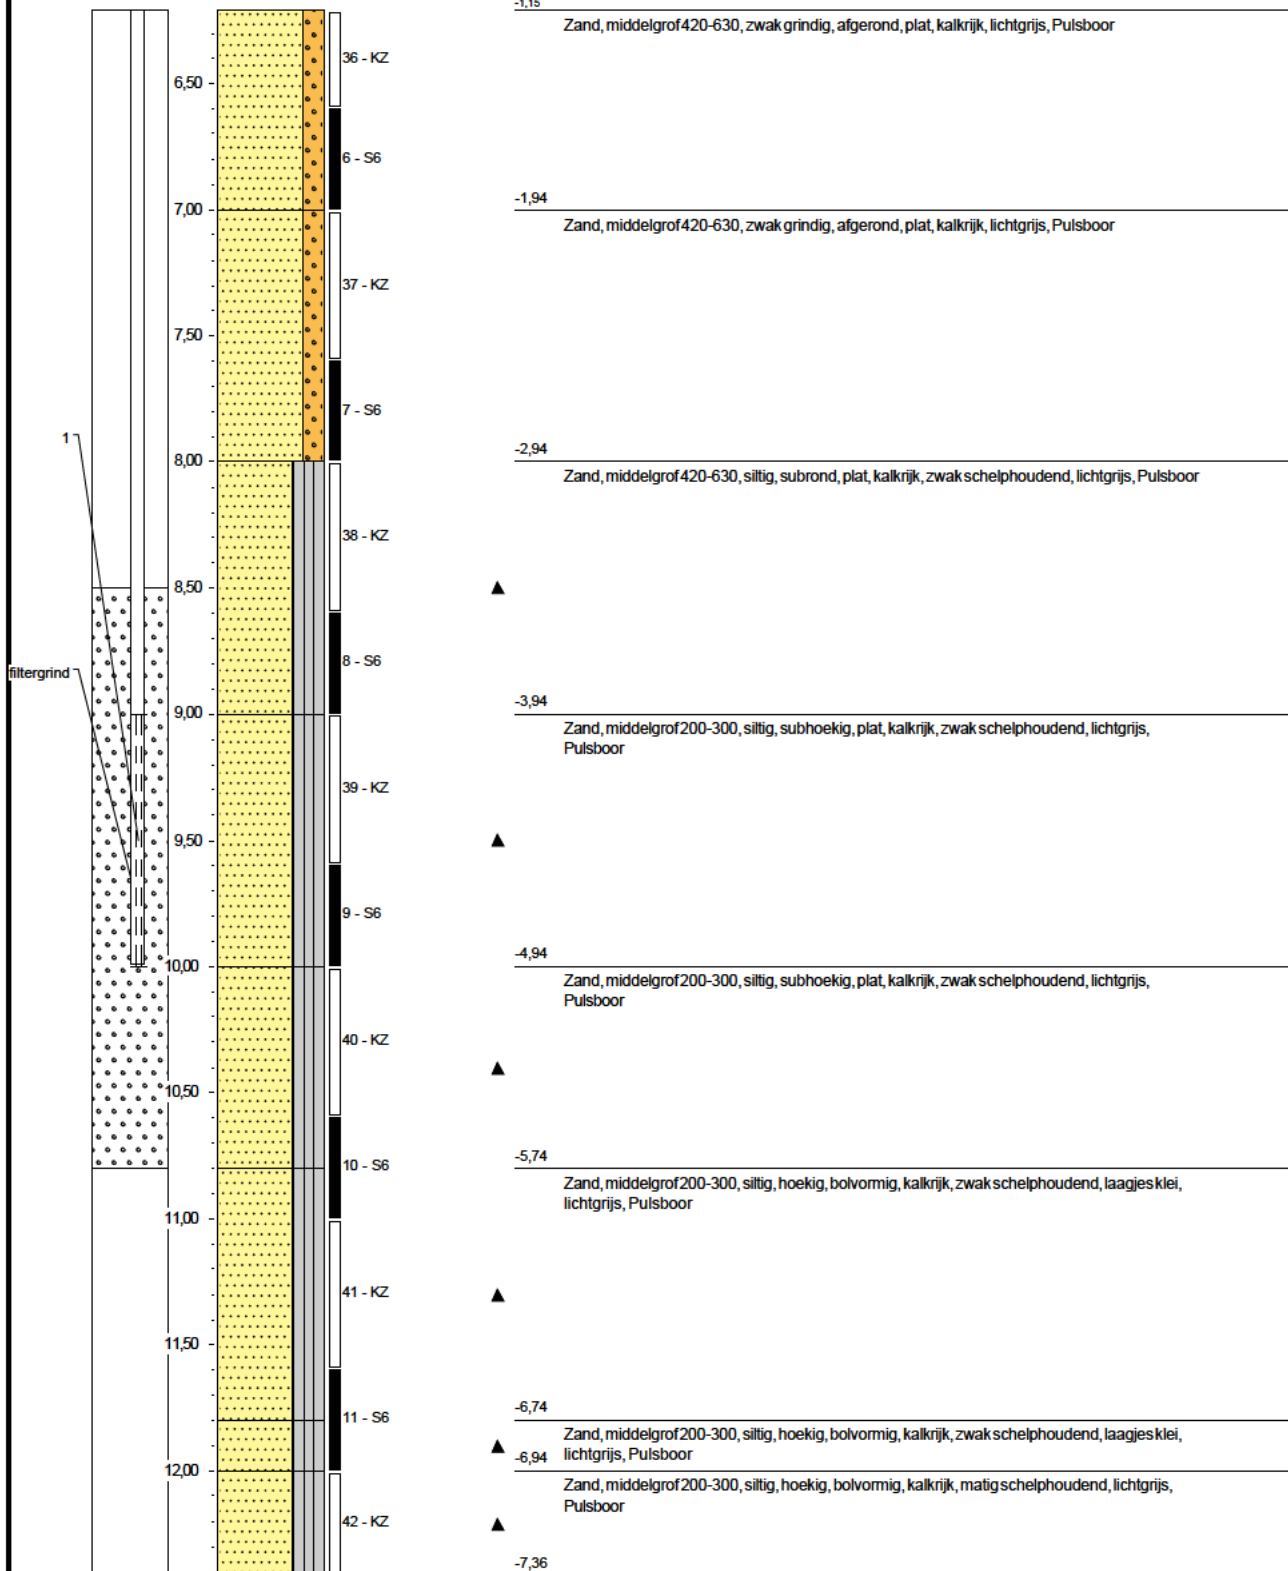 -1,15
Zand, middelgrof 420-630, zwak grindig, afgerond, plat, kalkrijk, lichtgrijs, Pulsboor
36 - KZ
6,50
6 - S6
-1,94
7,00
Zand, middelgrof 420-630, zwak grindig, afgerond, plat, kalkrijk, lichtgrijs, Pulsboor
37 - KZ
7,50
7 - S6
1
-2,94
8,00
Zand, middelgrof 420-630, siltig, subrond, plat, kalkrijk, zwak schelphoudend, lichtgrijs, Pulsboor
38 - KZ
8,50
8 - S6
filtergrind
-3,94
9,00
Zand, middelgrof 200-300, siltig, subhoekig, plat, kalkrijk, zwak schelphoudend, lichtgrijs,
Pulsboor
39 - KZ
9,50
9 - S6
-4,94
10,00
Zand, middelgrof 200-300, siltig, subhoekig, plat, kalkrijk, zwak schelphoudend, lichtgrijs,
Pulsboor
40 - KZ
10,50
-5,74
10 - S6
Zand, middelgrof 200-300, siltig, hoekig, bolvormig, kalkrijk, zwak schelphoudend, laagjes klei,
lichtgrijs, Pulsboor
11,00
41 - KZ
11,50
-6,74
11 - S6
Zand, middelgrof 200-300, siltig, hoekig, bolvormig, kalkrijk, zwak schelphoudend, laagjes klei,
lichtgrijs, Pulsboor
-6,94
12,00
Zand, middelgrof 200-300, siltig, hoekig, bolvormig, kalkrijk, matig schelphoudend, lichtgrijs,
Pulsboor
42 - KZ
-7,36